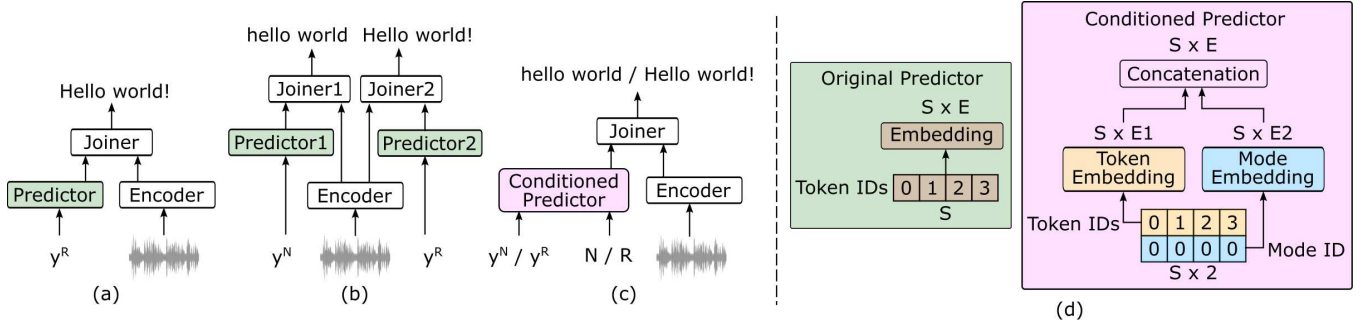 Hello world!
Joiner
Predictor
Encoder
y^R
(a)
hello world
Hello world!
Joiner1
Joiner2
Predictor1
Predictor2
Encoder
y^N
y^R
(b)
hello world / Hello world!
Joiner
Conditioned
Predictor
Encoder
y^N / y^R
N / R
(c)
Original Predictor
S x E
Embedding
Token IDs
0 1 2 3
S
Conditioned Predictor
S x E
Concatenation
S x E1
S x E2
Token
Embedding
Mode
Embedding
Token IDs
0 1 2 3
0 0 0 0
Mode ID
S x 2
(d)